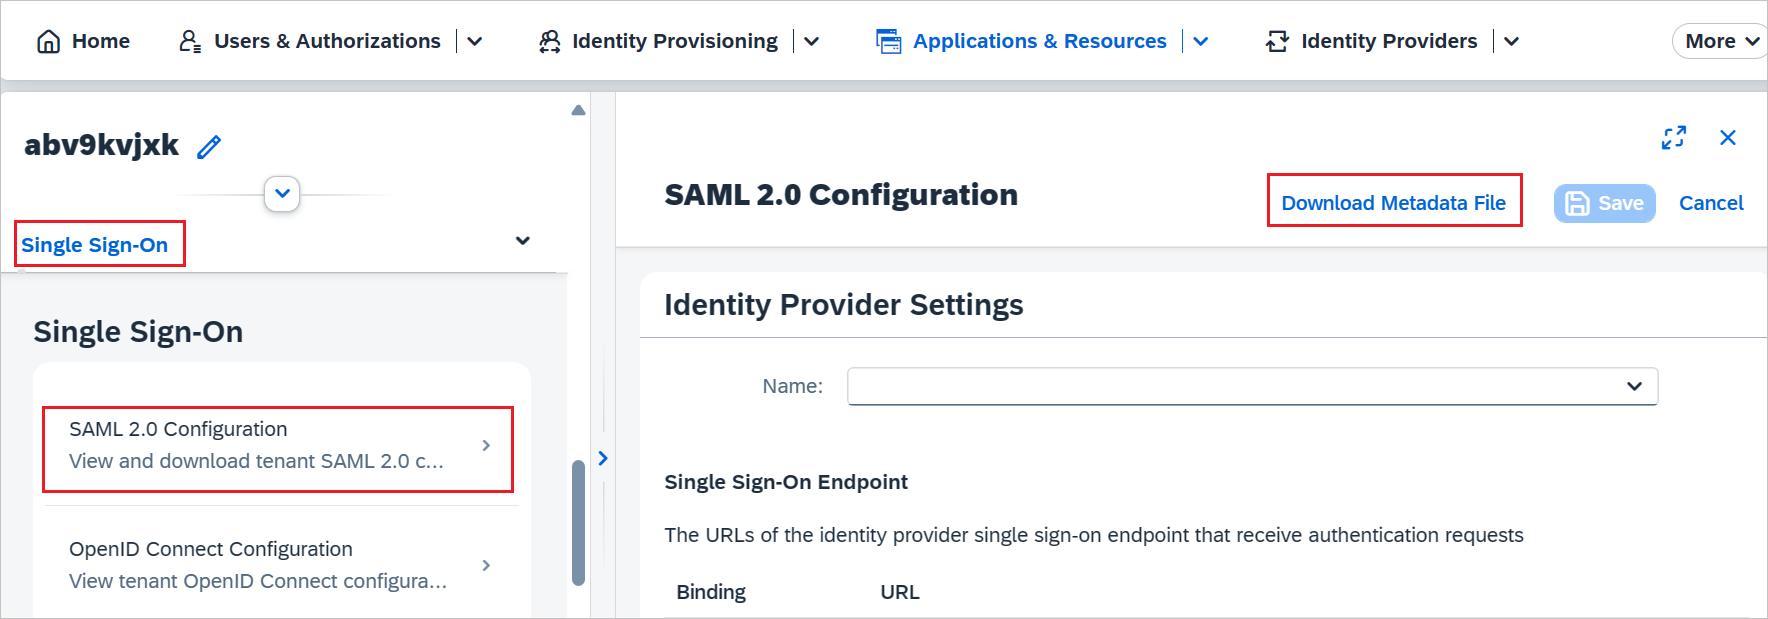 Home
Users & Authorizations
Identity Provisioning
Applications & Resources
Identity Providers
More
abv9kvjxk
Single Sign-On
Single Sign-On
SAML 2.0 Configuration
View and download tenant SAML 2.0 c...
OpenID Connect Configuration
View tenant OpenID Connect configura...
SAML 2.0 Configuration
Download Metadata File
Save
Cancel
Identity Provider Settings
Name:
Single Sign-On Endpoint
The URLs of the identity provider single sign-on endpoint that receive authentication requests
Binding URL